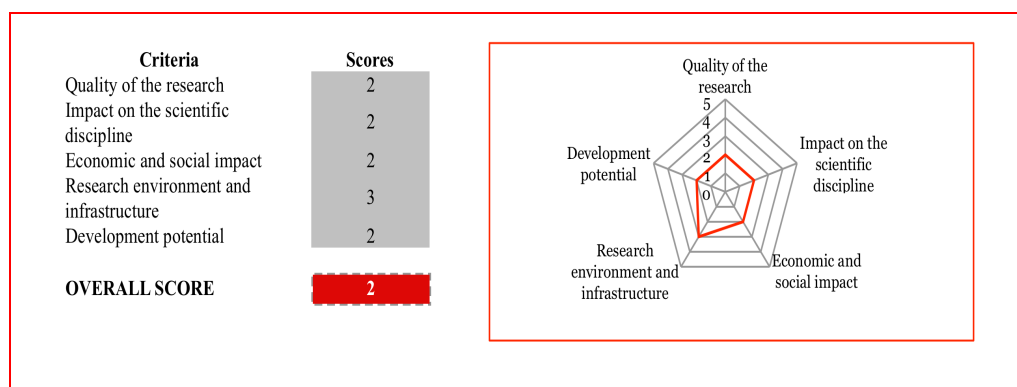 Criteria Scores
Quality of the research 2
Impact on the scientific
discipline 2
Economic and social impact 2
Research environment and
infrastructure 3
Development potential 2
OVERALL SCORE 2
Quality of the
research
5
4
3
2
1
0
Impact on the
scientific
discipline
Economic and
social impact
Research
environment and
infrastructure
Development
potential